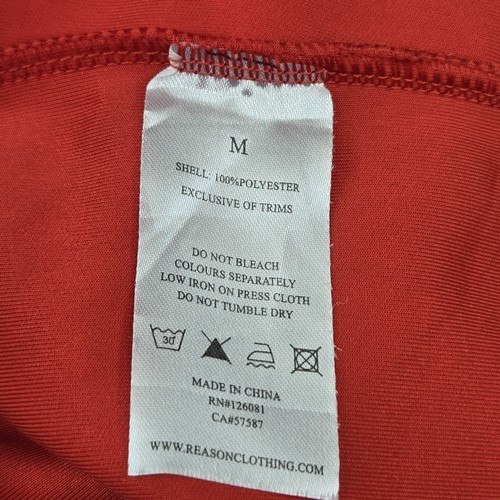 M
SHELL: 100%POLYESTER
EXCLUSIVE OF TRIMS
DO NOT BLEACH
COLOURS SEPARATELY
LOW IRON ON PRESS CLOTH
DO NOT TUMBLE DRY
30
MADE IN CHINA
RN#126081
CA#57587
WWW.REASONCLOTHING.COM